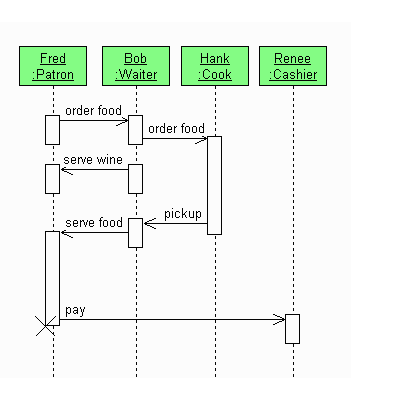 Fred
:Patron
Bob
:Waiter
Hank
:Cook
Renee
:Cashier
order food
order food
serve wine
pickup
serve food
pay